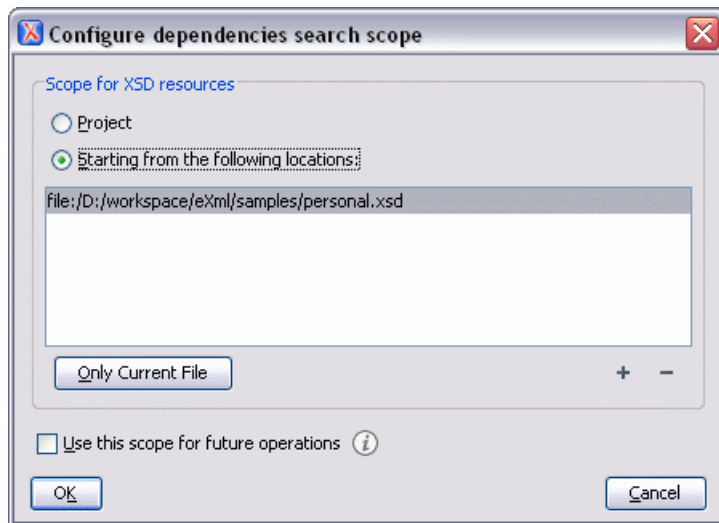 Configure dependencies search scope
Scope for XSD resources
Project
Starting from the following locations:
file:/D:/workspace/eXml/samples/personal.xsd
Only Current File + −
Use this scope for future operations i
OK Cancel